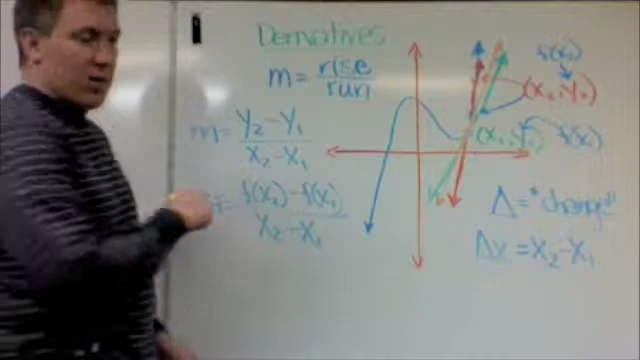 Derivatives
m = rise/run
m = y₂ - y₁ / x₂ - x₁
= f(x₂) - f(x₁) / x₂ - x₁
f(x₂)
(x₂, y₂)
(x₁, y₁)
f(x₁)
Δ = "change"
Δx = x₂ - x₁